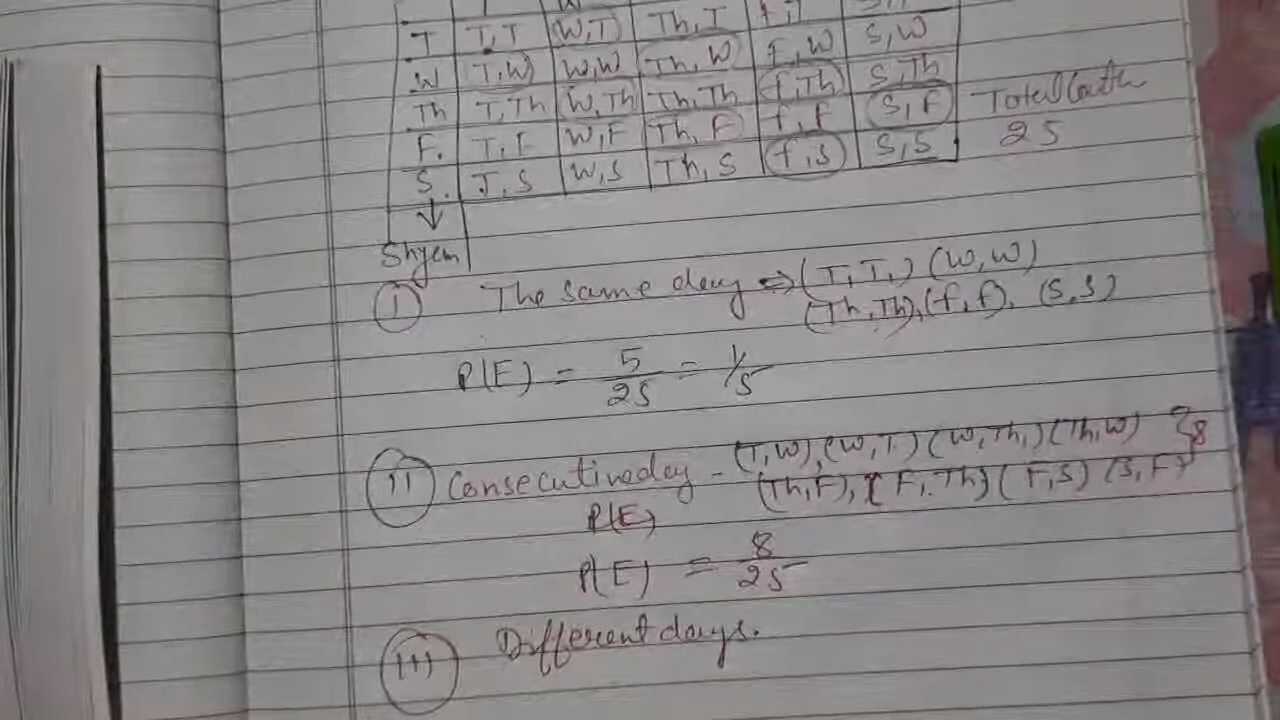 T T,T W,T Th,T f,T
W T,W W,W Th,W F,W S,W
Th T,Th W,Th Th,Th f,Th S,Th
F. T,F W,F Th,F f,f S,F
S. T,S W,S Th,S f,S S,S
Total
25
Shyam
(i) The same day ⇒ (T,T,) (W,W)
(Th,Th),(f,f), (S,S)
P(E) = 5/25 = 1/5
(ii) Consecutive day - (T,W),(W,T)(W,Th)(Th,W) } 8
(Th,F), (F,Th) (F,S) (S,F)
P(E)
P(E) = 8/25
(iii) Different days.